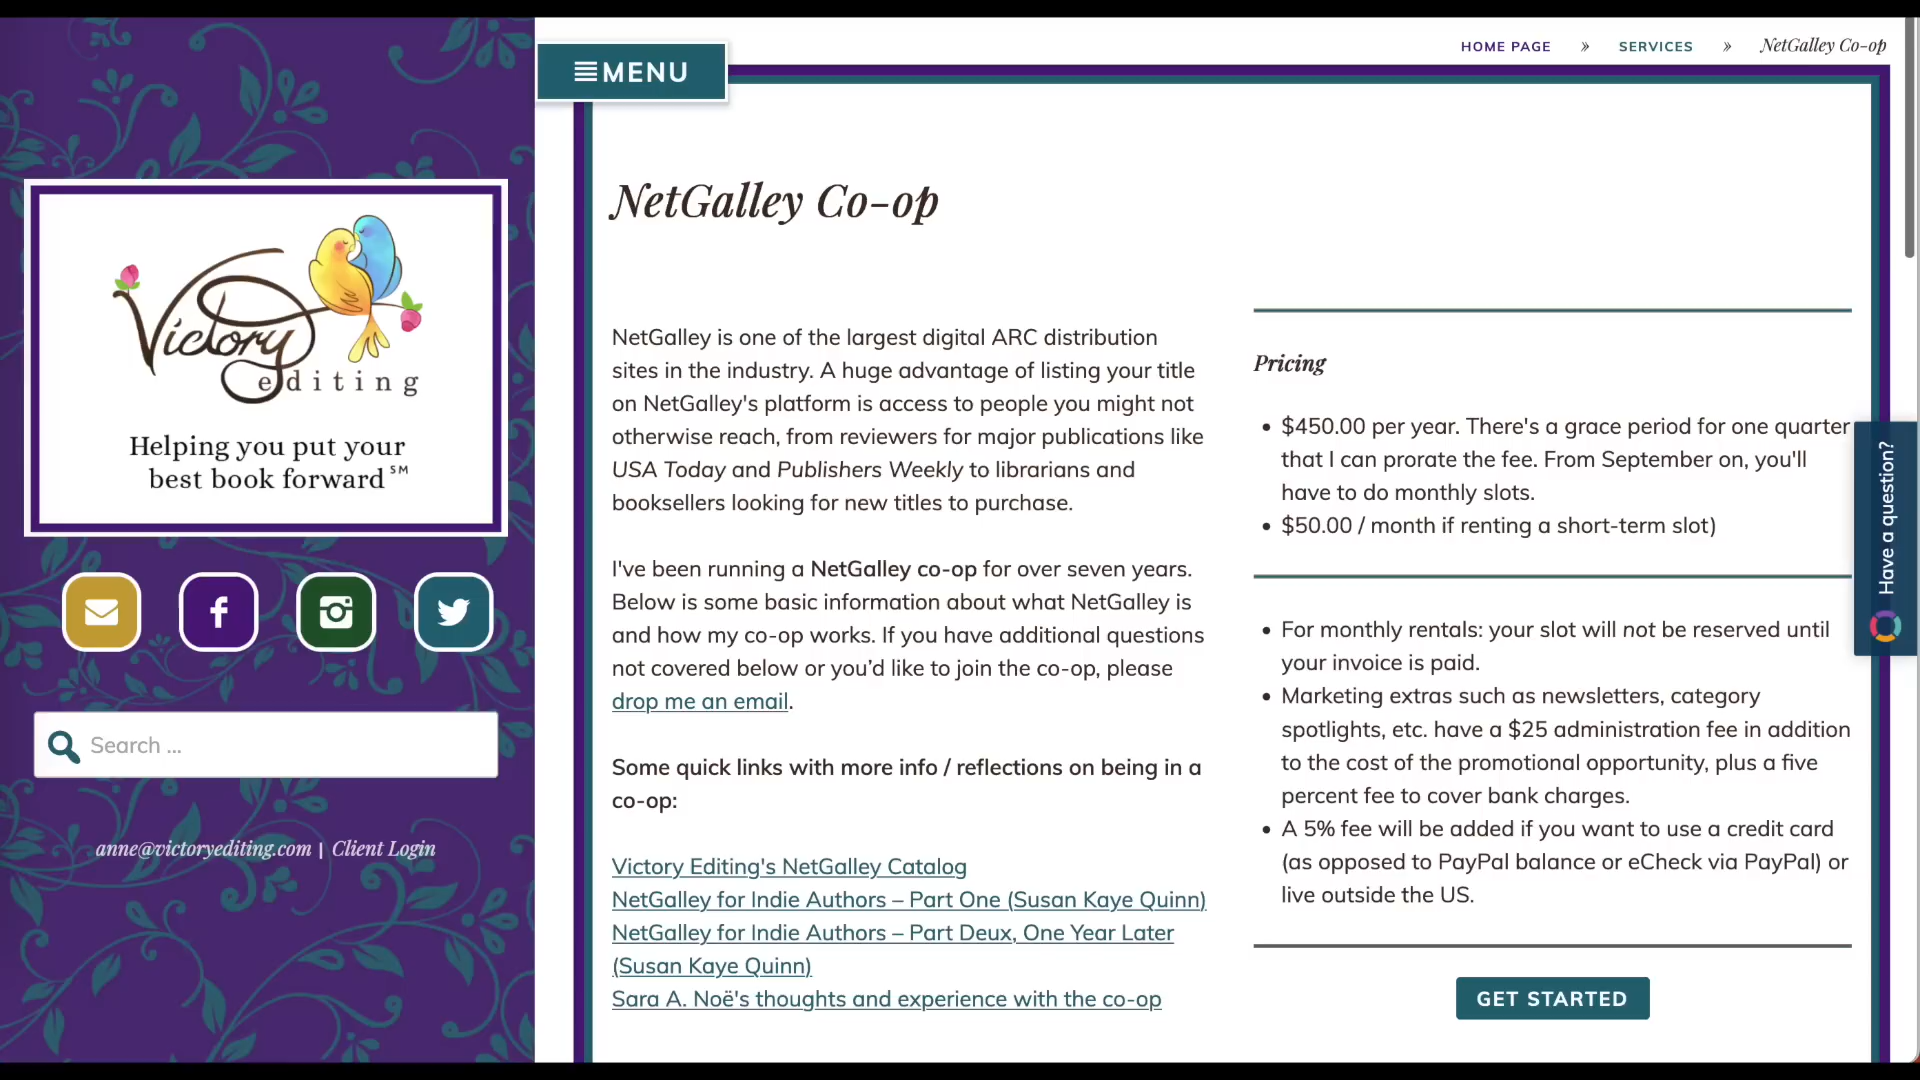 HOME PAGE » SERVICES » NetGalley Co-op
MENU
Victory
editing
Helping you put your
best book forward℠
Search ...
anne@victoryediting.com | Client Login
NetGalley Co-op
NetGalley is one of the largest digital ARC distribution
sites in the industry. A huge advantage of listing your title
on NetGalley's platform is access to people you might not
otherwise reach, from reviewers for major publications like
USA Today and Publishers Weekly to librarians and
booksellers looking for new titles to purchase.
I've been running a NetGalley co-op for over seven years.
Below is some basic information about what NetGalley is
and how my co-op works. If you have additional questions
not covered below or you’d like to join the co-op, please
drop me an email.
Some quick links with more info / reflections on being in a
co-op:
Victory Editing's NetGalley Catalog
NetGalley for Indie Authors – Part One (Susan Kaye Quinn)
NetGalley for Indie Authors – Part Deux, One Year Later
(Susan Kaye Quinn)
Sara A. Noë's thoughts and experience with the co-op
Pricing
• $450.00 per year. There's a grace period for one quarter
that I can prorate the fee. From September on, you'll
have to do monthly slots.
• $50.00 / month if renting a short-term slot)
• For monthly rentals: your slot will not be reserved until
your invoice is paid.
• Marketing extras such as newsletters, category
spotlights, etc. have a $25 administration fee in addition
to the cost of the promotional opportunity, plus a five
percent fee to cover bank charges.
• A 5% fee will be added if you want to use a credit card
(as opposed to PayPal balance or eCheck via PayPal) or
live outside the US.
GET STARTED
Have a question?